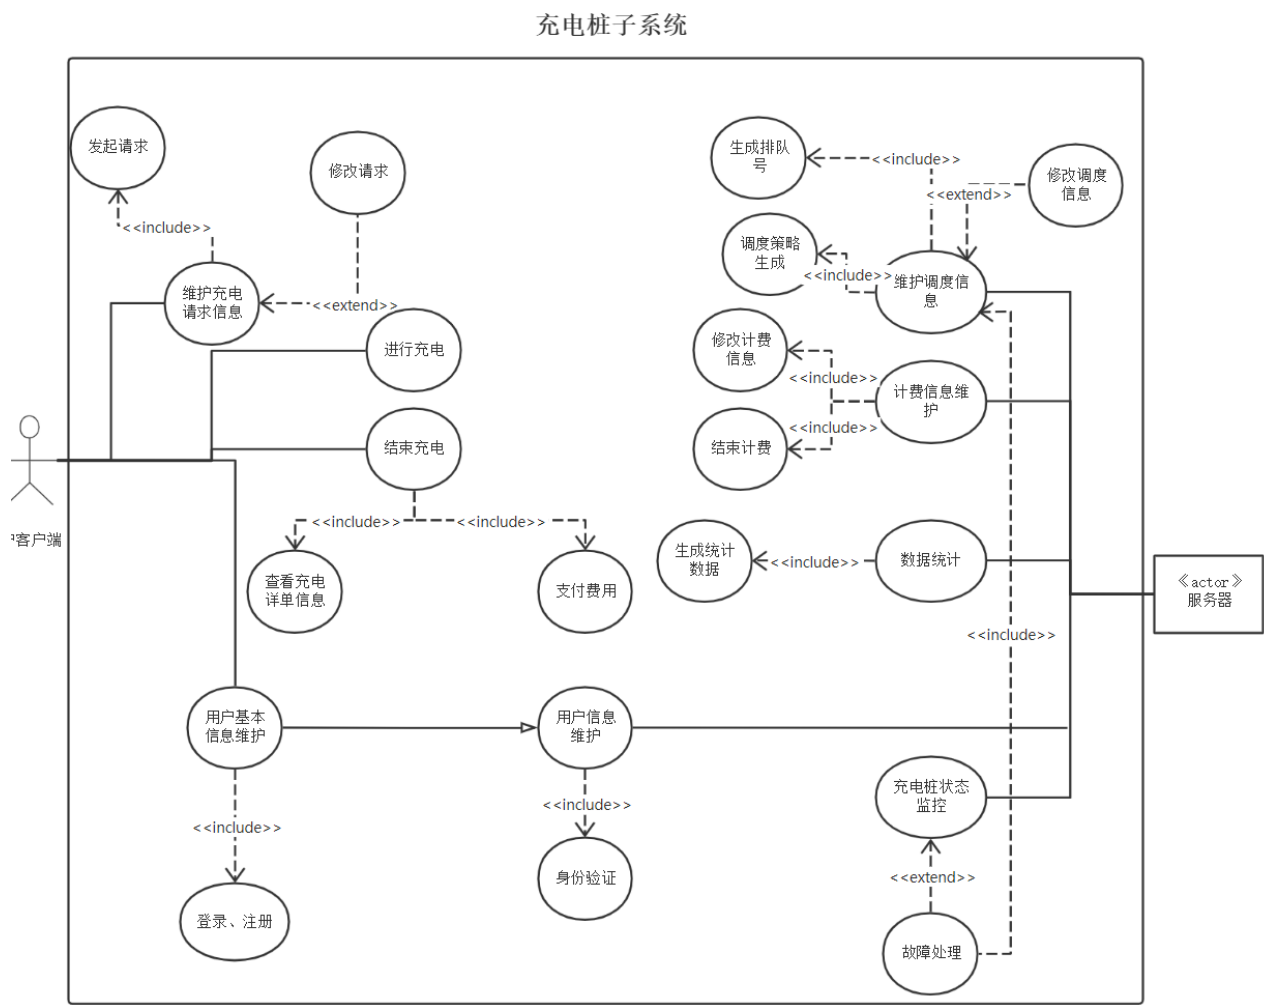 充电桩子系统
发起请求
修改请求
生成排队
号
<<include>>
修改调度
信息
<<extend>>
<<include>>
调度策略
生成
<<include>>
维护调度信
息
维护充电
请求信息
<<extend>>
进行充电
修改计费
信息
<<include>>
计费信息维
护
<<include>>
结束计费
结束充电
<<include>>
<<include>>
客户端
查看充电
详单信息
支付费用
生成统计
数据
<<include>>
数据统计
《actor》
服务器
<<include>>
用户基本
信息维护
用户信息
维护
<<include>>
<<include>>
充电桩状态
监控
<<extend>>
身份验证
登录、注册
故障处理